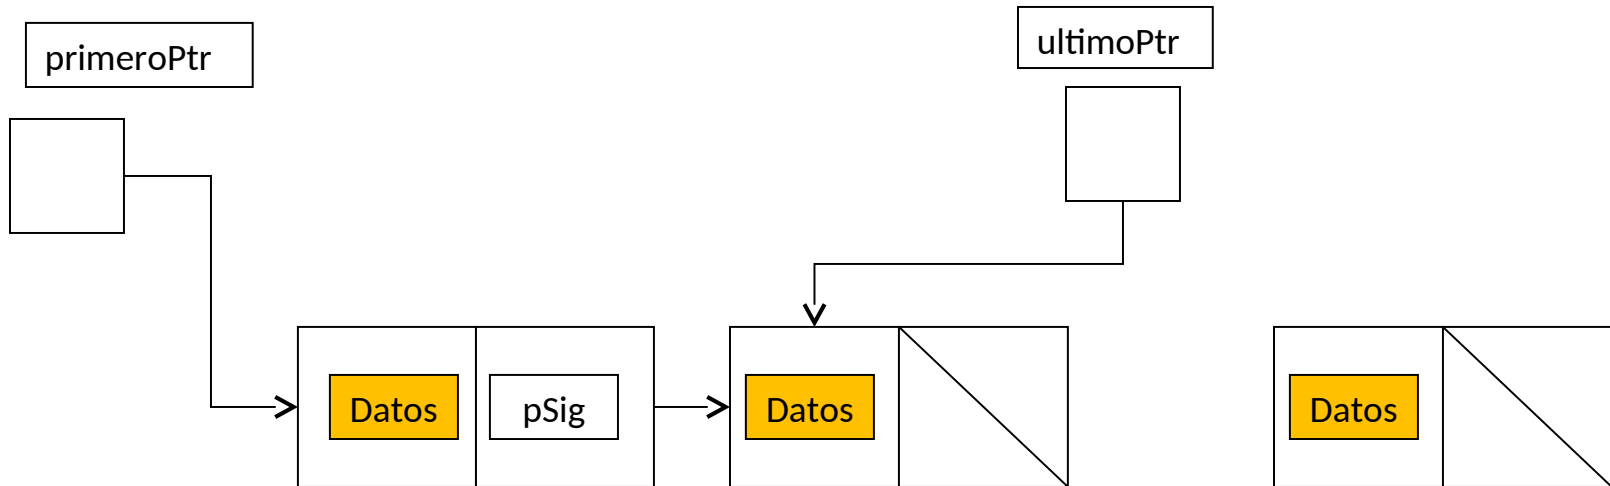 primeroPtr
ultimoPtr
Datos
pSig
Datos
Datos